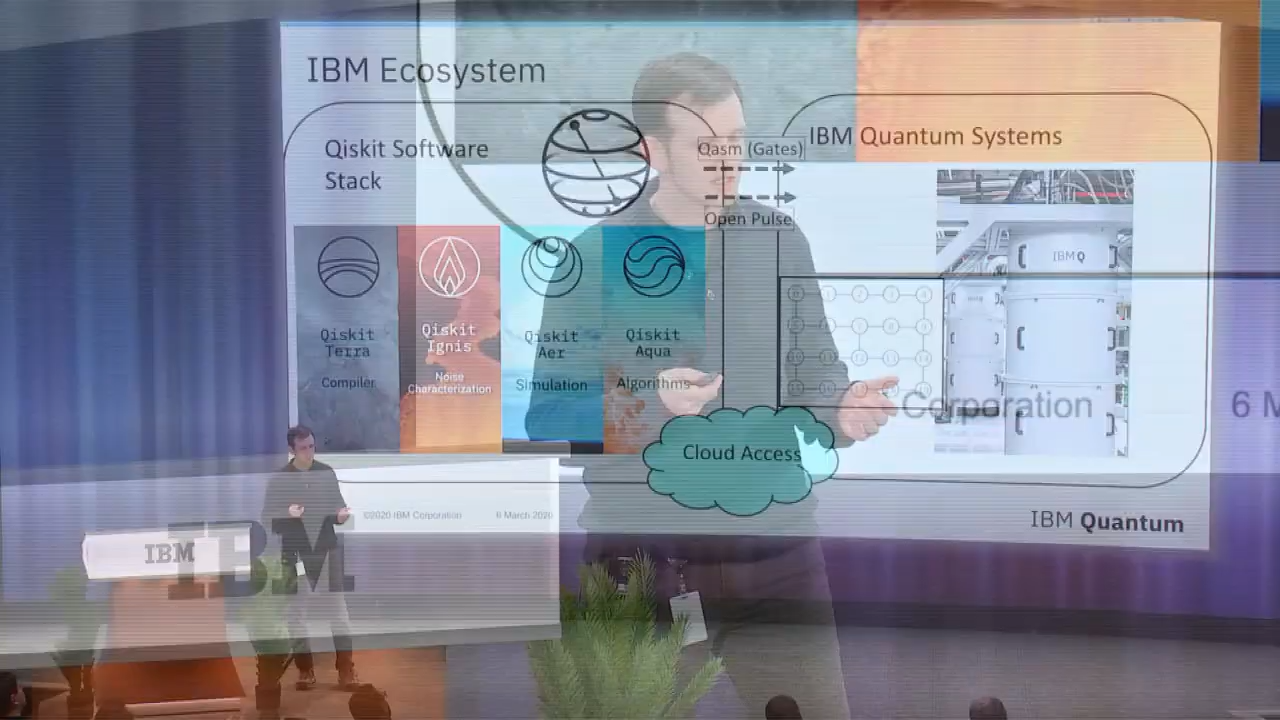 IBM Ecosystem
Qiskit Software
Stack
Qasm (Gates)
Open Pulse
IBM Quantum Systems
IBM Q
Qiskit
Terra
Compiler
Qiskit
Ignis
Noise
Characterization
Qiskit
Aer
Simulation
Qiskit
Aqua
Algorithms
Corporation
6 M
Cloud Access
©2020 IBM Corporation
6 March 2020
IBM Quantum
IBM
IBM